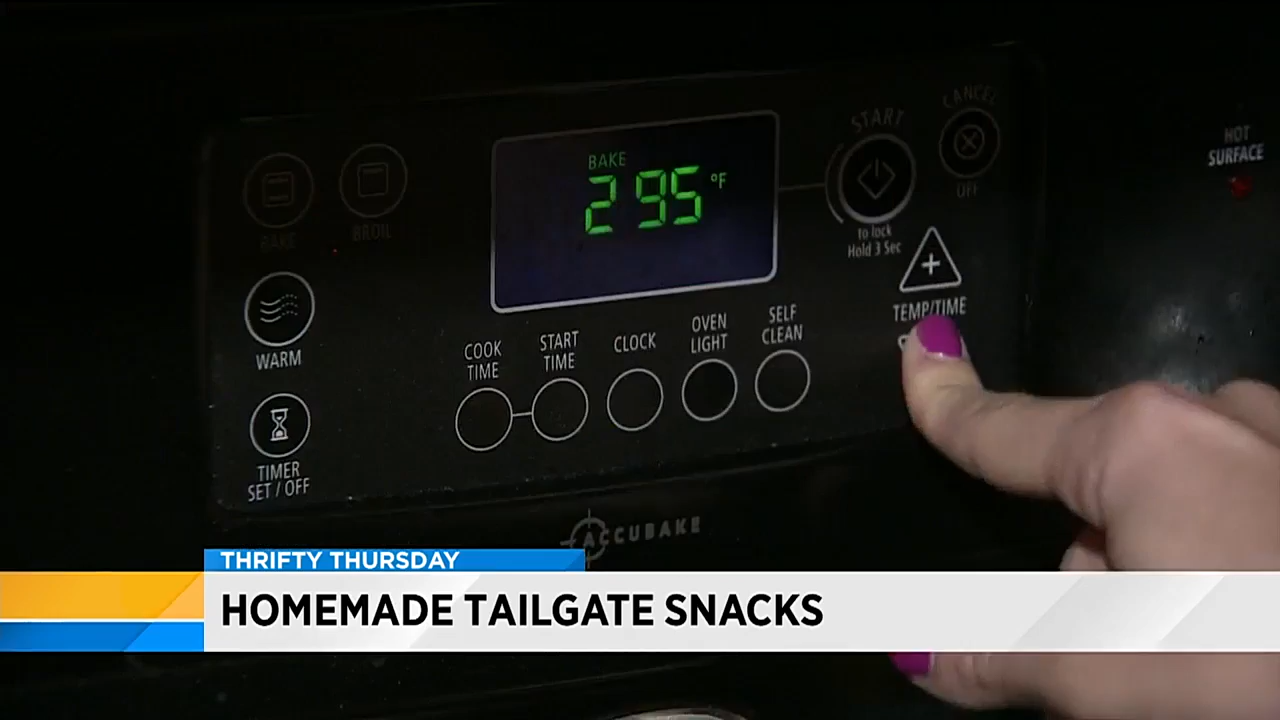 BAKE
295 °F
START
CANCEL
OFF
HOT
SURFACE
BAKE
BROIL
to lock
Hold 3 Sec
TEMP/TIME
WARM
COOK
TIME
START
TIME
CLOCK
OVEN
LIGHT
SELF
CLEAN
TIMER
SET / OFF
ACCUBAKE
THRIFTY THURSDAY
HOMEMADE TAILGATE SNACKS